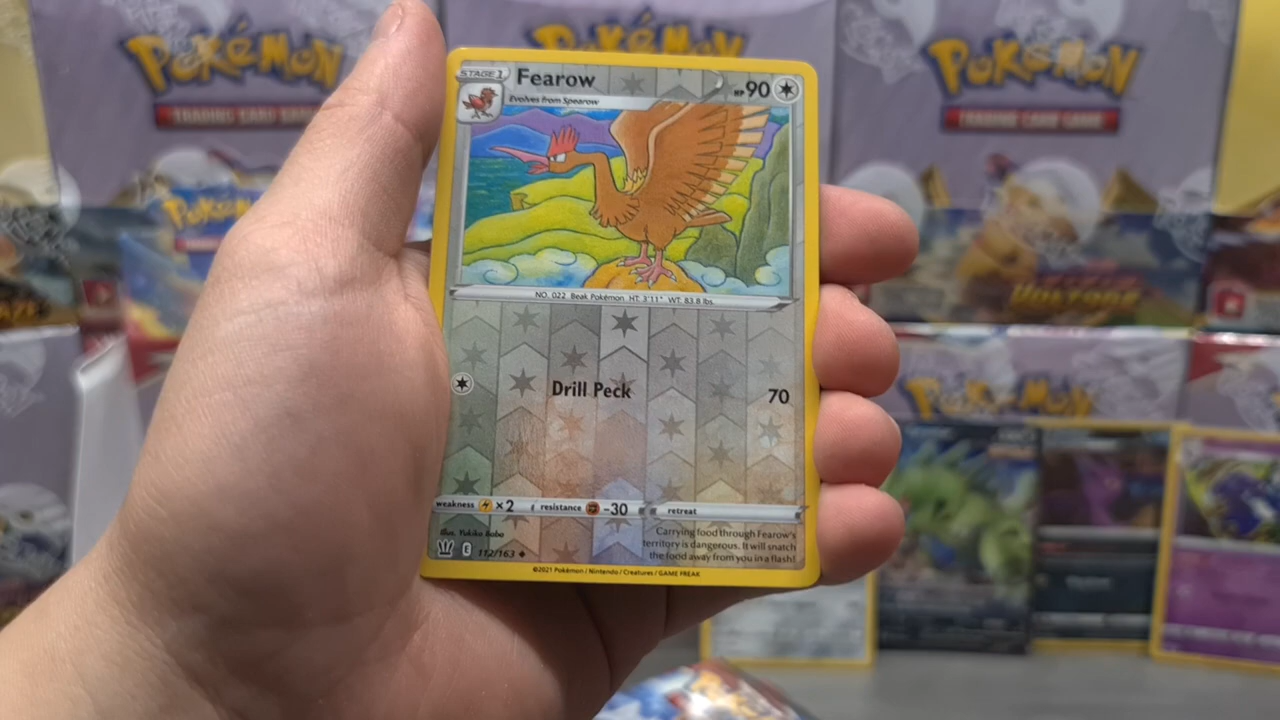 POKéMON
TRADING CARD GAME
POKéMON
POKéMON
TRADING CARD GAME
POKéMON
POKéMON
STAGE 1
Fearow
HP 90
Evolves from Spearow
NO. 022 Beak Pokémon HT: 3'11" WT: 83.8 lbs.
Drill Peck 70
weakness ×2 resistance -30 retreat
Illus. Yukiko Baba
E 112/163
Carrying food through Fearow's
territory is dangerous. It will snatch
the food away from you in a flash!
©2021 Pokémon / Nintendo / Creatures / GAME FREAK